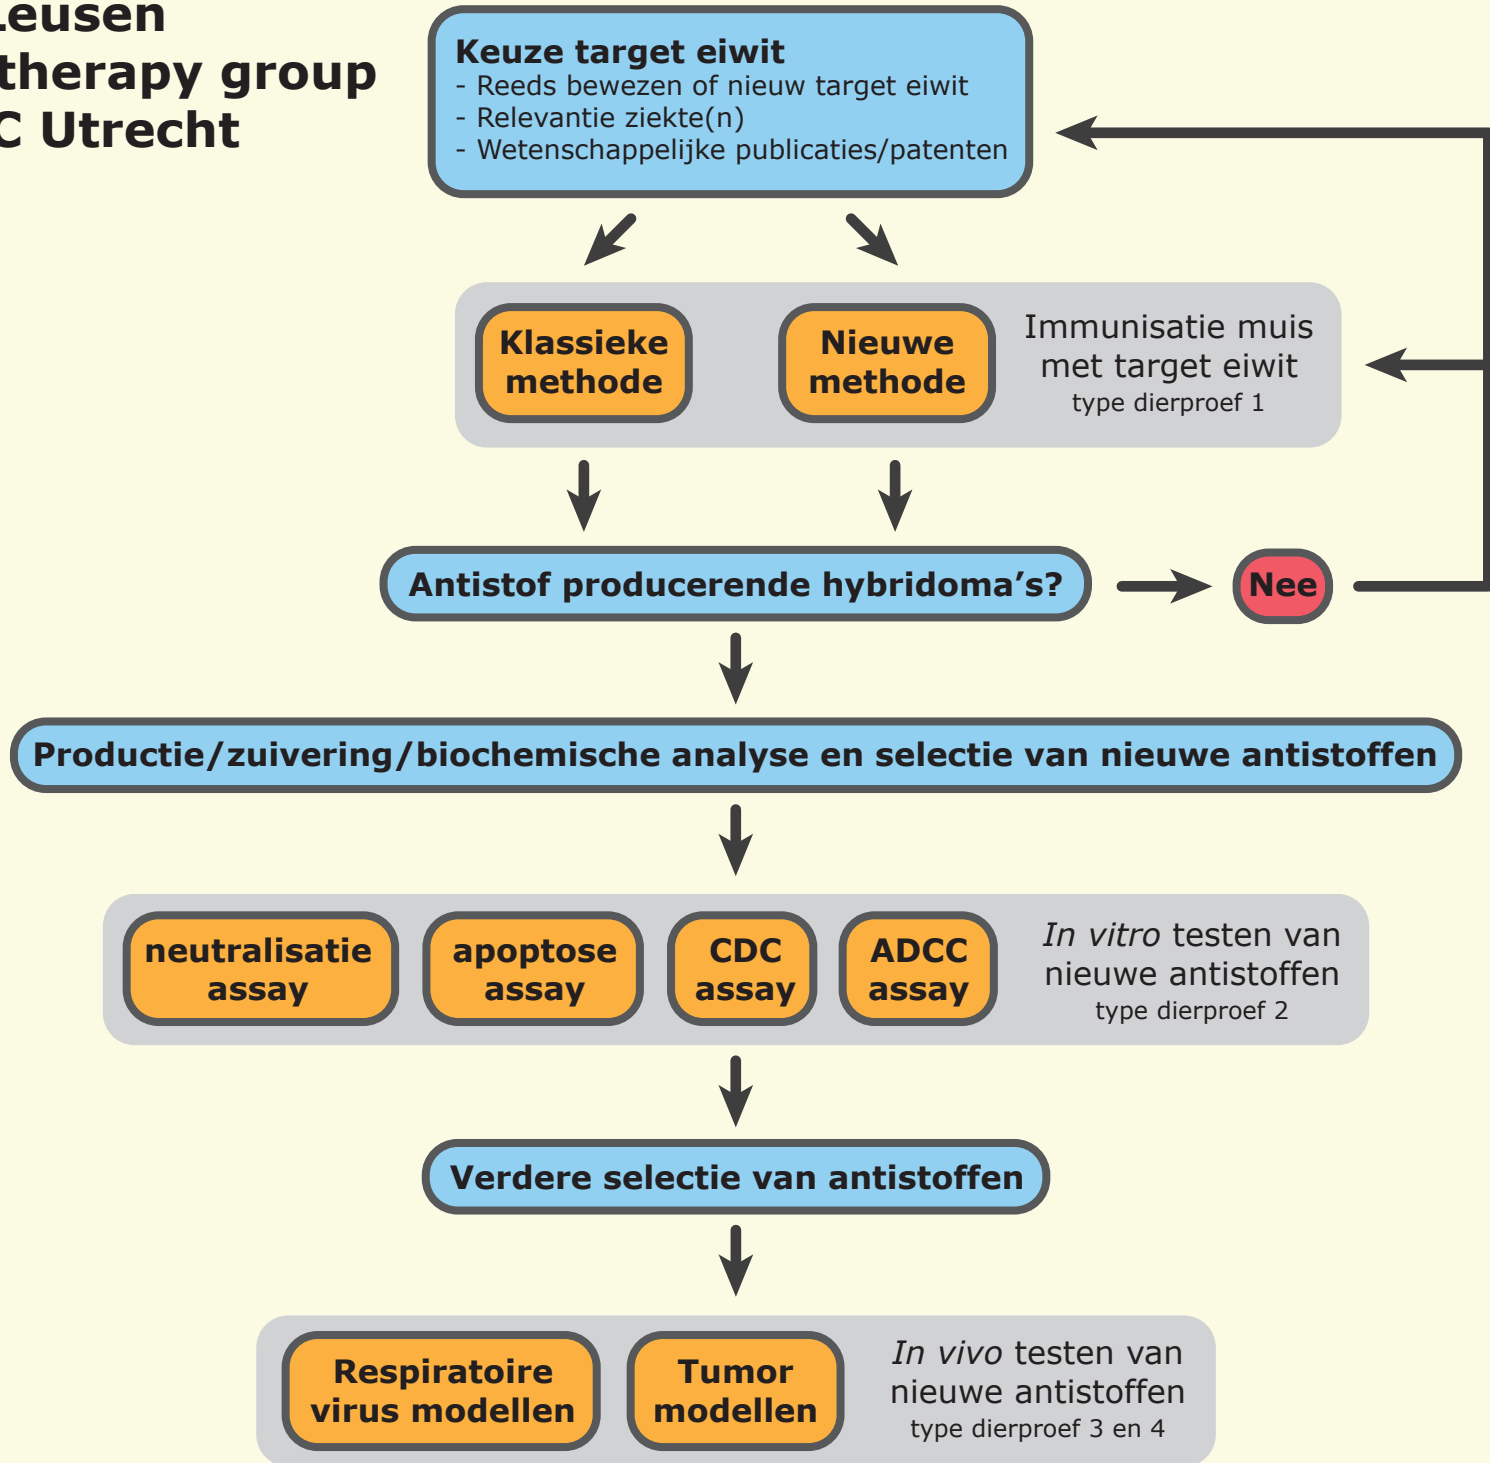 Leusen
therapy group
C Utrecht
Keuze target eiwit
- Reeds bewezen of nieuw target eiwit
- Relevantie ziekte(n)
- Wetenschappelijke publicaties/patenten
Klassieke
methode
Nieuwe
methode
Immunisatie muis
met target eiwit
type dierproef 1
Antistof producerende hybridoma's?
Nee
Productie/zuivering/biochemische analyse en selectie van nieuwe antistoffen
neutralisatie
assay
apoptose
assay
CDC
assay
ADCC
assay
In vitro testen van
nieuwe antistoffen
type dierproef 2
Verdere selectie van antistoffen
Respiratoire
virus modellen
Tumor
modellen
In vivo testen van
nieuwe antistoffen
type dierproef 3 en 4